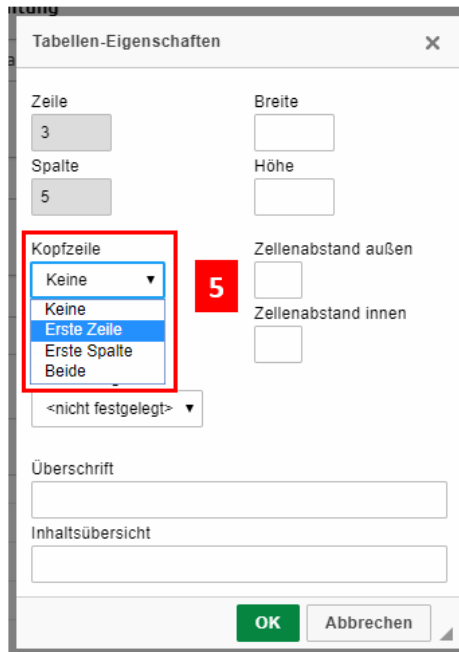 Tabellen-Eigenschaften
Zeile
3
Breite
Spalte
5
Höhe
Kopfzeile
Keine
Keine
Erste Zeile
Erste Spalte
Beide
5
Zellenabstand außen
Zellenabstand innen
<nicht festgelegt>
Überschrift
Inhaltsübersicht
OK
Abbrechen